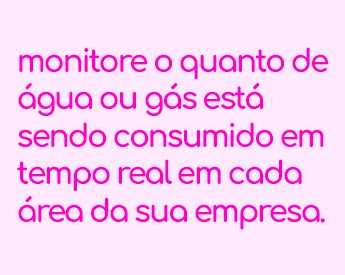 monitore o quanto de
água ou gás está
sendo consumido em
tempo real em cada
área da sua empresa.